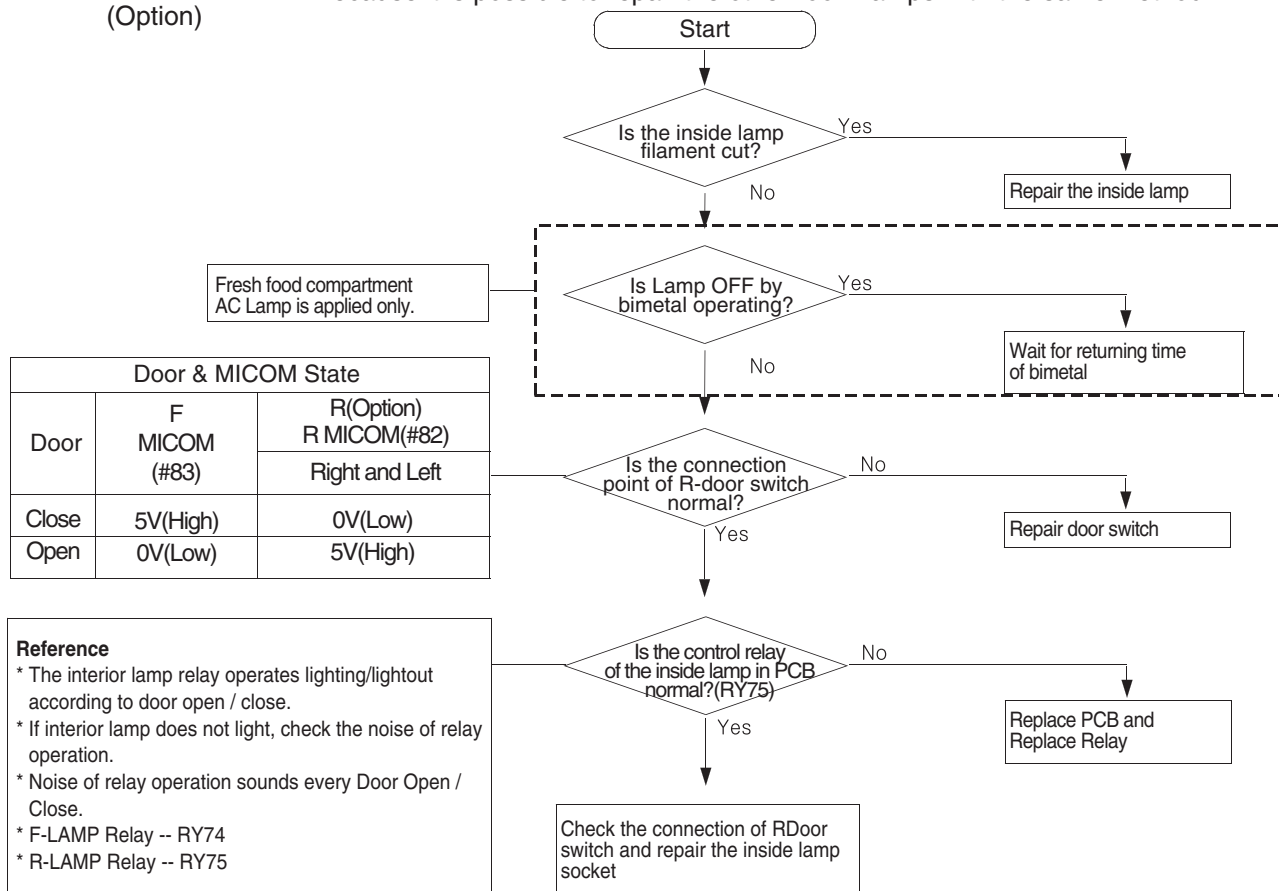 (Option)
Start
Is the inside lamp
filament cut?
Yes
No
Repair the inside lamp
Fresh food compartment
AC Lamp is applied only.
Is Lamp OFF by
bimetal operating?
Yes
No
Wait for returning time
of bimetal
Door & MICOM State
Door
F
MICOM
(#83)
R(Option)
R MICOM(#82)
Right and Left
Close 5V(High) 0V(Low)
Open 0V(Low) 5V(High)
Is the connection
point of R-door switch
normal?
No
Yes
Repair door switch
Reference
* The interior lamp relay operates lighting/lightout
according to door open / close.
* If interior lamp does not light, check the noise of relay
operation.
* Noise of relay operation sounds every Door Open /
Close.
* F-LAMP Relay -- RY74
* R-LAMP Relay -- RY75
Is the control relay
of the inside lamp in PCB
normal?(RY75)
No
Yes
Replace PCB and
Replace Relay
Check the connection of RDoor
switch and repair the inside lamp
socket